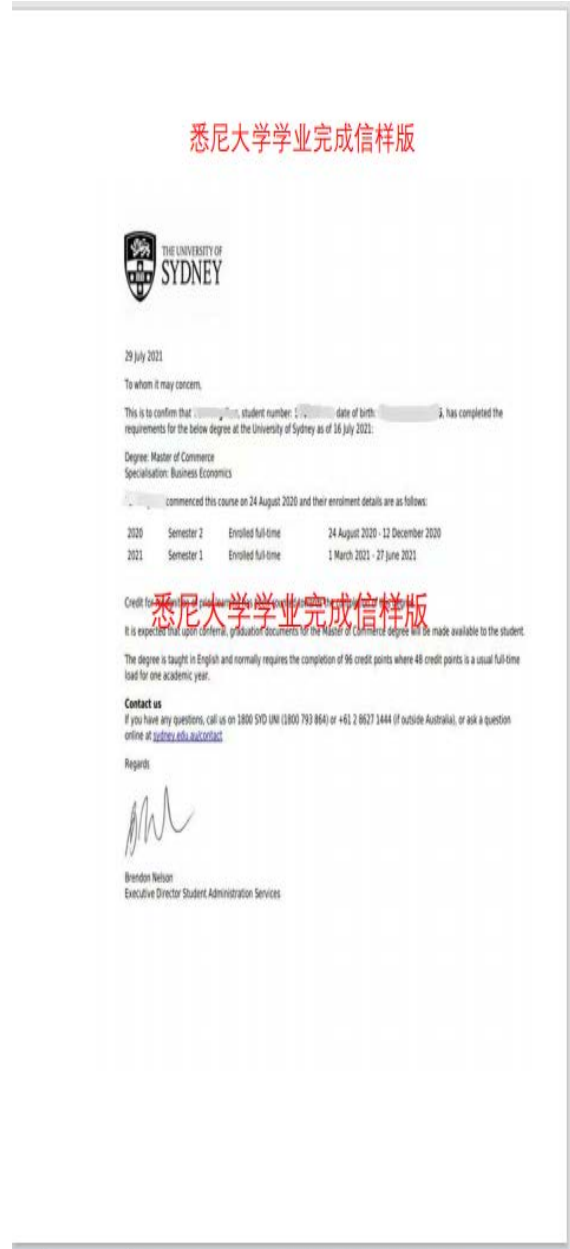 悉尼大学学业完成信样版
THE UNIVERSITY OF
SYDNEY
29 July 2021
To whom it may concern,
This is to confirm that , student number: date of birth: , has completed the
requirements for the below degree at the University of Sydney as of 16 July 2021:
Degree: Master of Commerce
Specialisation: Business Economics
commenced this course on 24 August 2020 and their enrolment details are as follows:
2020 Semester 2 Enrolled full-time 24 August 2020 - 12 December 2020
2021 Semester 1 Enrolled full-time 1 March 2021 - 27 June 2021
Credit for
悉尼大学学业完成信样版
It is expected that upon conferral, graduation documents for the Master of Commerce degree will be made available to the student.
The degree is taught in English and normally requires the completion of 96 credit points where 48 credit points is a usual full-time
load for one academic year.
Contact us
If you have any questions, call us on 1800 SYD UNI (1800 793 864) or +61 2 8627 1444 (if outside Australia), or ask a question
online at sydney.edu.au/contact
Regards
Brendon Nelson
Executive Director Student Administration Services